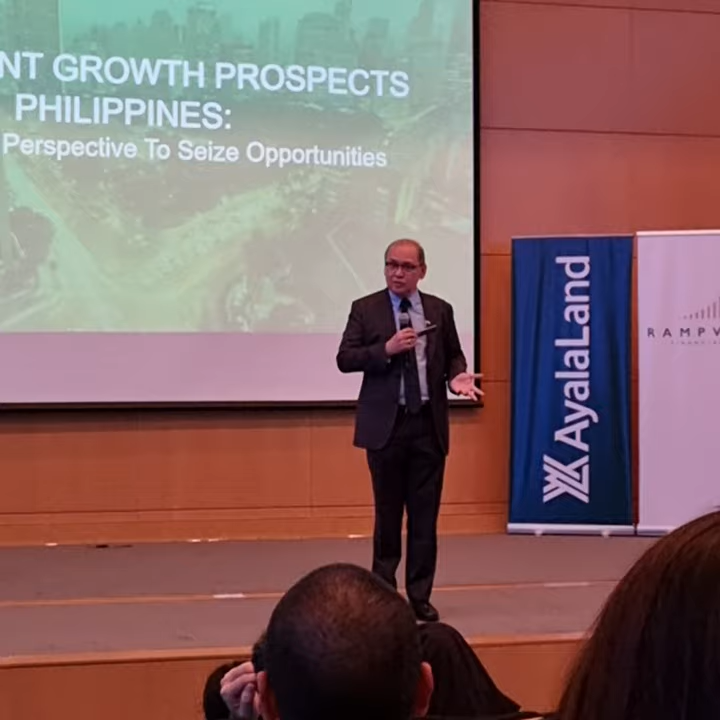 NT GROWTH PROSPECTS
PHILIPPINES:
Perspective To Seize Opportunities
AyalaLand
RAMPV